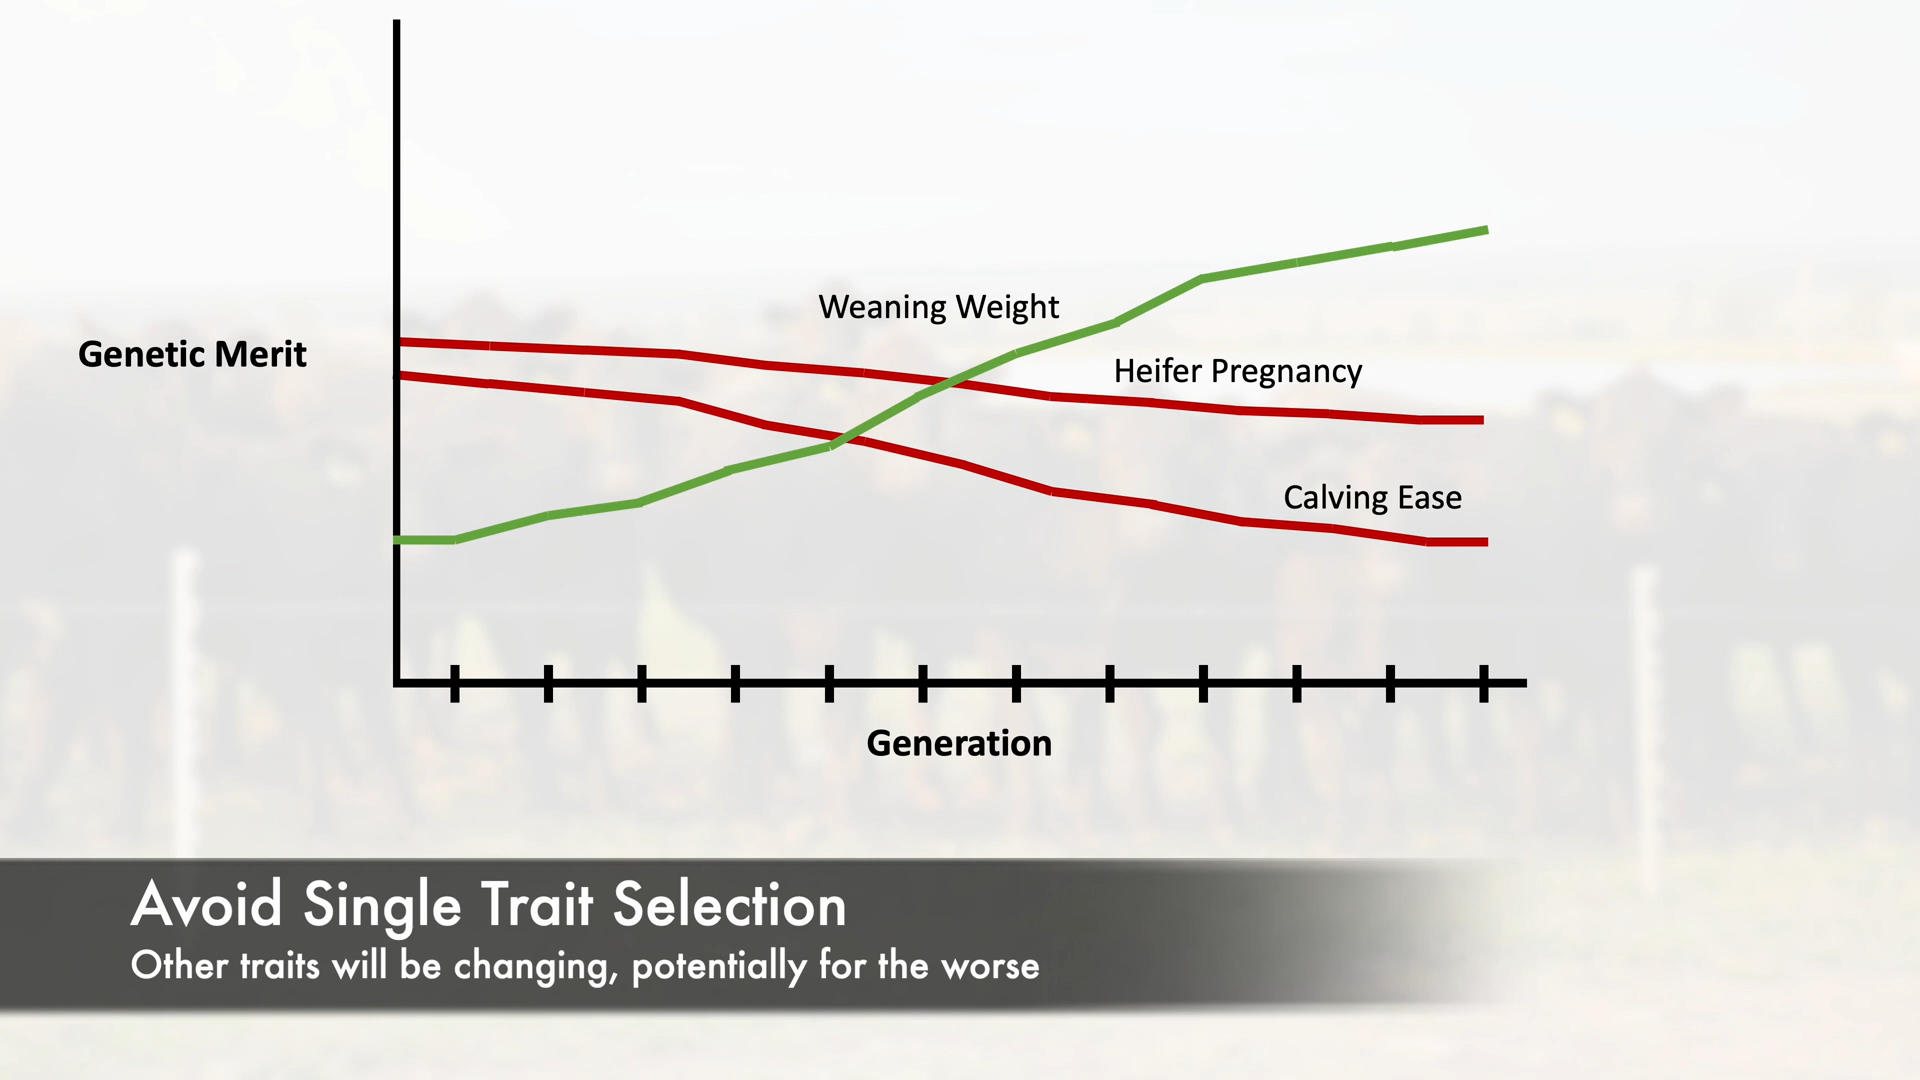 Weaning Weight
Genetic Merit
Heifer Pregnancy
Calving Ease
Generation
Avoid Single Trait Selection
Other traits will be changing, potentially for the worse